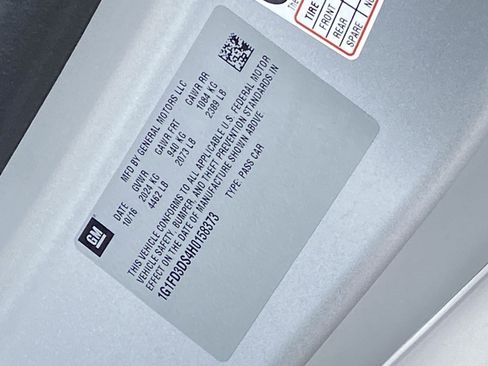 The
TIRE
FRONT
REAR
SPARE
GM
MFD BY GENERAL MOTORS LLC
DATE GVWR GAWR FRT GAWR RR
10/16 2024 KG 940 KG 1084 KG
4462 LB 2073 LB 2389 LB
THIS VEHICLE CONFORMS TO ALL APPLICABLE U.S. FEDERAL MOTOR
VEHICLE SAFETY, BUMPER, AND THEFT PREVENTION STANDARDS IN
EFFECT ON THE DATE OF MANUFACTURE SHOWN ABOVE
1G1FD3DS4H0158373 TYPE: PASS CAR